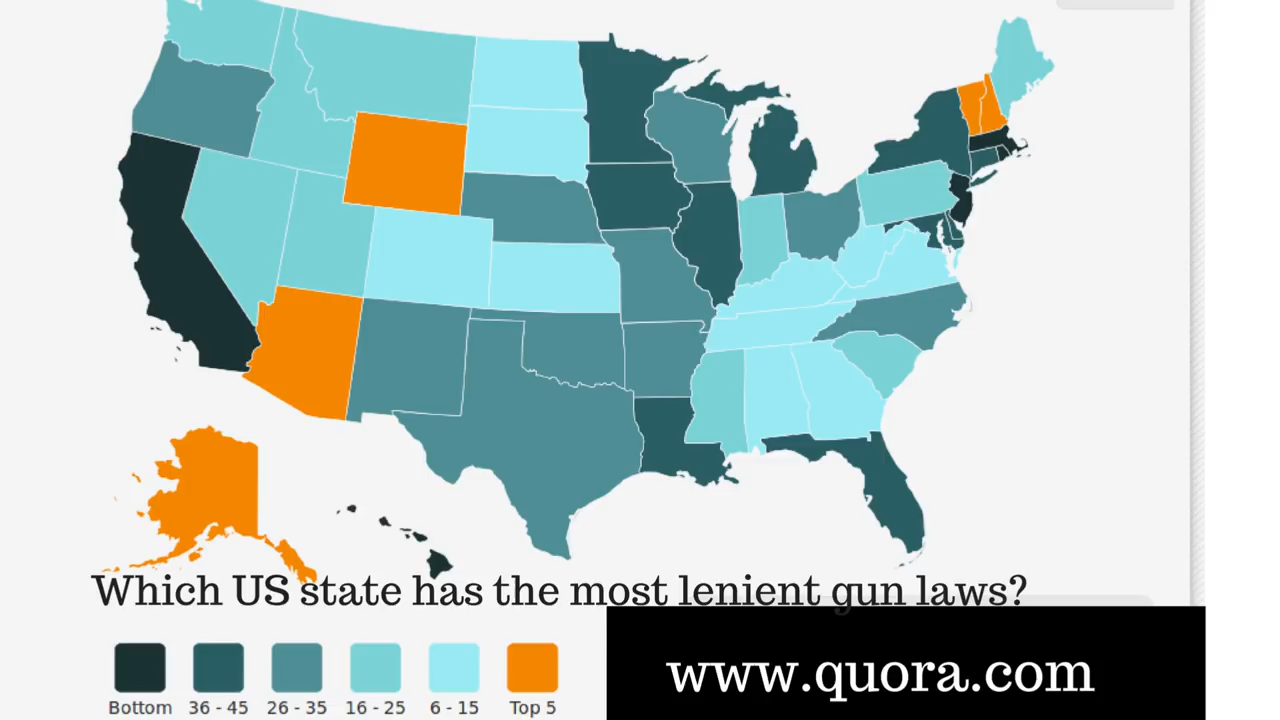 Which US state has the most lenient gun laws?
www.quora.com
Bottom 36 - 45 26 - 35 16 - 25 6 - 15 Top 5